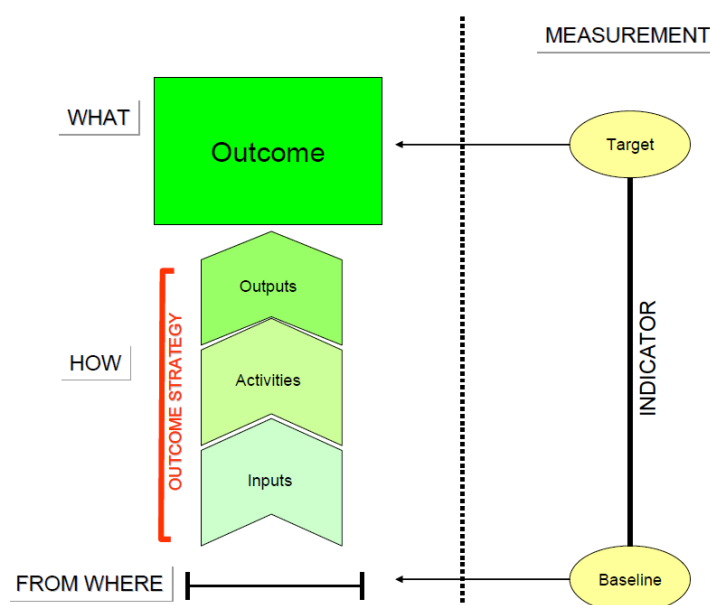 MEASUREMENT
WHAT
Outcome
Target
Outputs
HOW
OUTCOME STRATEGY
Activities
INDICATOR
Inputs
FROM WHERE
Baseline